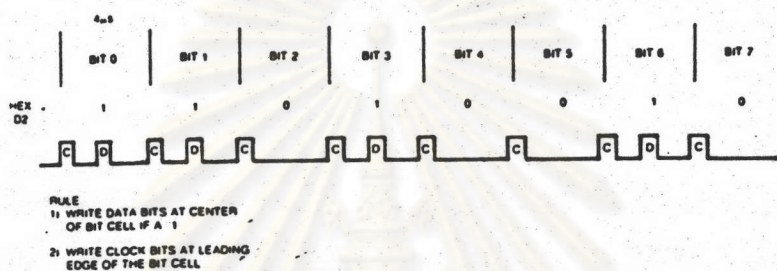 4μs
BIT 0 BIT 1 BIT 2 BIT 3 BIT 4 BIT 5 BIT 6 BIT 7
HEX 1 1 0 1 0 0 1 0
D2
C D C D C C D C C C D C
RULE
1) WRITE DATA BITS AT CENTER
OF BIT CELL IF A 1
2) WRITE CLOCK BITS AT LEADING
EDGE OF THE BIT CELL